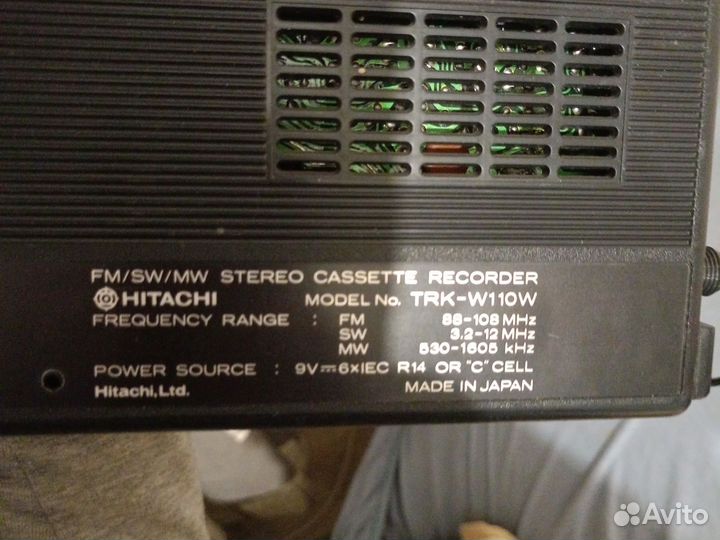 FM/SW/MW STEREO CASSETTE RECORDER
HITACHI MODEL No. TRK-W110W
FREQUENCY RANGE : FM 88-108 MHz
SW 3.2-12 MHz
MW 530-1605 kHz
POWER SOURCE : 9V⎓6×IEC R14 OR "C" CELL
Hitachi, Ltd. MADE IN JAPAN
Avito